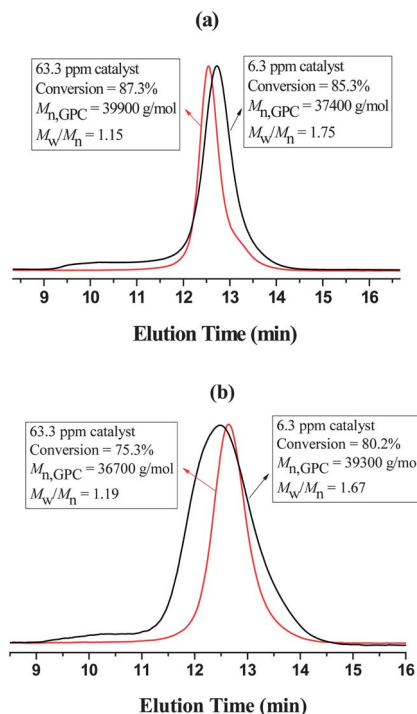 (a)
63.3 ppm catalyst
Conversion = 87.3%
Mn,GPC = 39900 g/mol
Mw/Mn = 1.15
6.3 ppm catalyst
Conversion = 85.3%
Mn,GPC = 37400 g/mol
Mw/Mn = 1.75
9 10 11 12 13 14 15 16
Elution Time (min)
(b)
63.3 ppm catalyst
Conversion = 75.3%
Mn,GPC = 36700 g/mol
Mw/Mn = 1.19
6.3 ppm catalyst
Conversion = 80.2%
Mn,GPC = 39300 g/mo
Mw/Mn = 1.67
9 10 11 12 13 14 15 16
Elution Time (min)